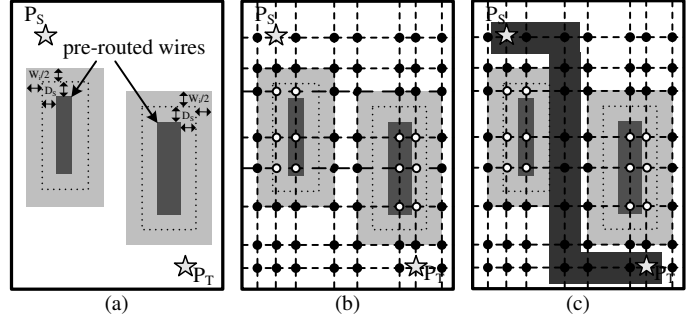 P_S
P_S
P_S
pre-routed wires
W_i/2
D_S
W_i/2
D_S
P_T
P_T
P_T
(a)
(b)
(c)